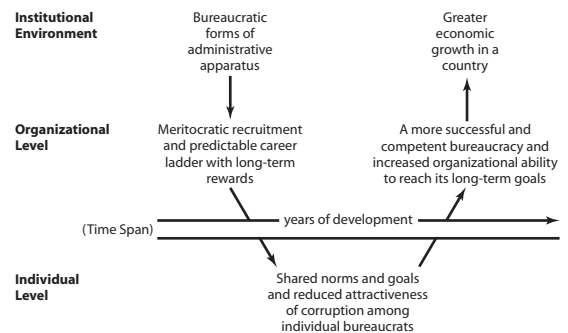 Institutional
Environment
Bureaucratic
forms of
administrative
apparatus
Greater
economic
growth in a
country
Organizational
Level
Meritocratic recruitment
and predictable career
ladder with long-term
rewards
A more successful and
competent bureaucracy and
increased organizational ability
to reach its long-term goals
(Time Span)
years of development
Individual
Level
Shared norms and goals
and reduced attractiveness
of corruption among
individual bureaucrats